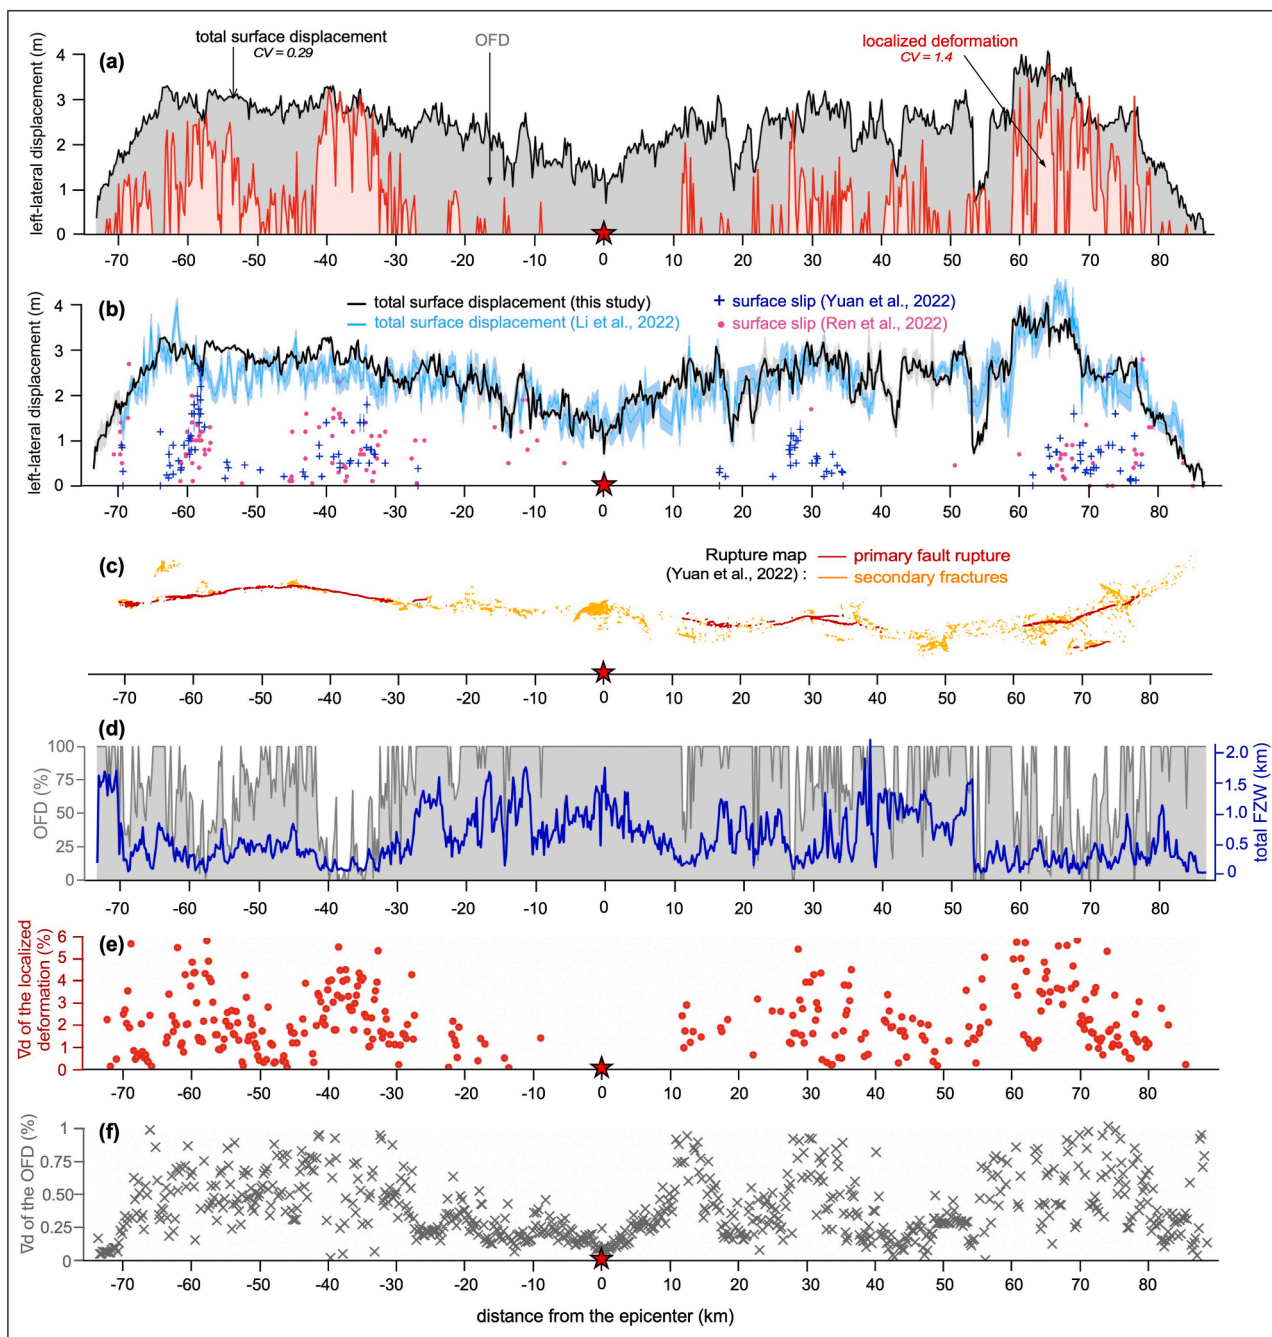 (a)
total surface displacement
CV = 0.29
OFD
localized deformation
CV = 1.4
left-lateral displacement (m)
4
3
2
1
0
-70 -60 -50 -40 -30 -20 -10 0 10 20 30 40 50 60 70 80
(b)
total surface displacement (this study)
total surface displacement (Li et al., 2022)
surface slip (Yuan et al., 2022)
surface slip (Ren et al., 2022)
left-lateral displacement (m)
4
3
2
1
0
-70 -60 -50 -40 -30 -20 -10 0 10 20 30 40 50 60 70 80
(c)
Rupture map
(Yuan et al., 2022) :
primary fault rupture
secondary fractures
-70 -60 -50 -40 -30 -20 -10 0 10 20 30 40 50 60 70 80
(d)
OFD (%)
100
75
50
25
0
total FZW (km)
2.0
1.5
1.0
0.5
0
-70 -60 -50 -40 -30 -20 -10 0 10 20 30 40 50 60 70 80
(e)
∇d of the localized
deformation (%)
6
5
4
3
2
1
0
-70 -60 -50 -40 -30 -20 -10 0 10 20 30 40 50 60 70 80
(f)
∇d of the OFD (%)
1
0.75
0.50
0.25
0
-70 -60 -50 -40 -30 -20 -10 0 10 20 30 40 50 60 70 80
distance from the epicenter (km)